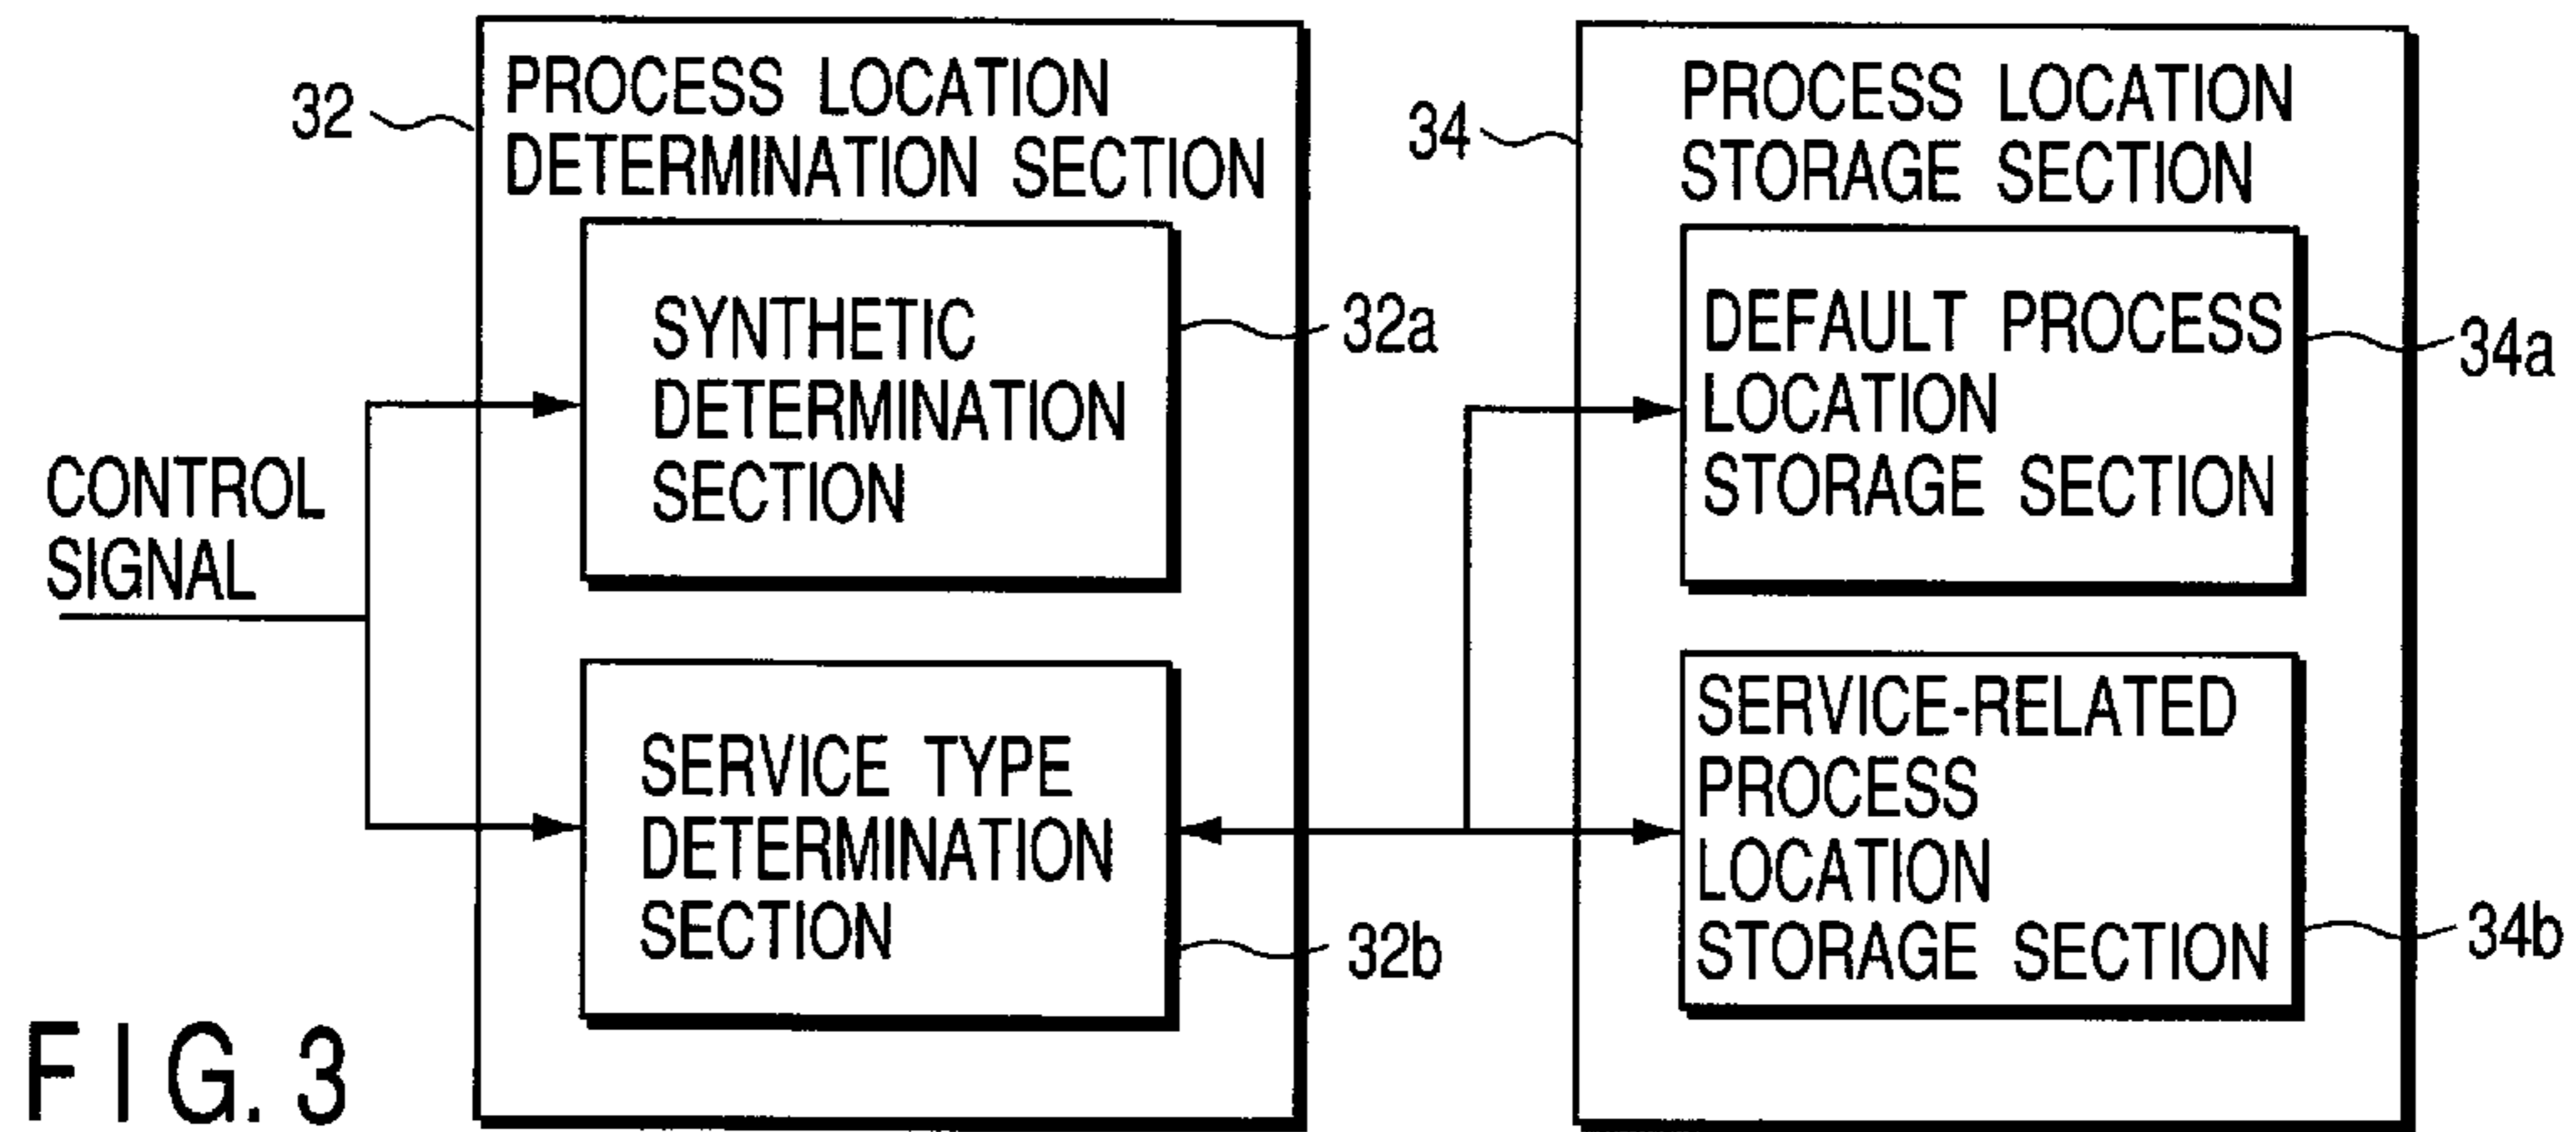 32
PROCESS LOCATION
DETERMINATION SECTION
SYNTHETIC
DETERMINATION
SECTION
32a
CONTROL
SIGNAL
SERVICE TYPE
DETERMINATION
SECTION
32b
34
PROCESS LOCATION
STORAGE SECTION
DEFAULT PROCESS
LOCATION
STORAGE SECTION
34a
SERVICE-RELATED
PROCESS
LOCATION
STORAGE SECTION
34b
FIG. 3